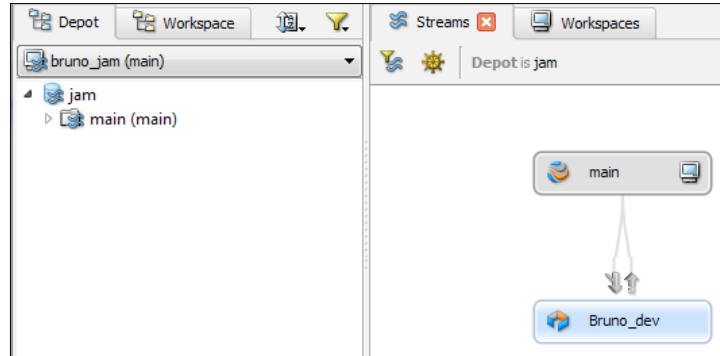 Depot Workspace
bruno_jam (main)
jam
main (main)
Streams Workspaces
Depot is jam
main
Bruno_dev